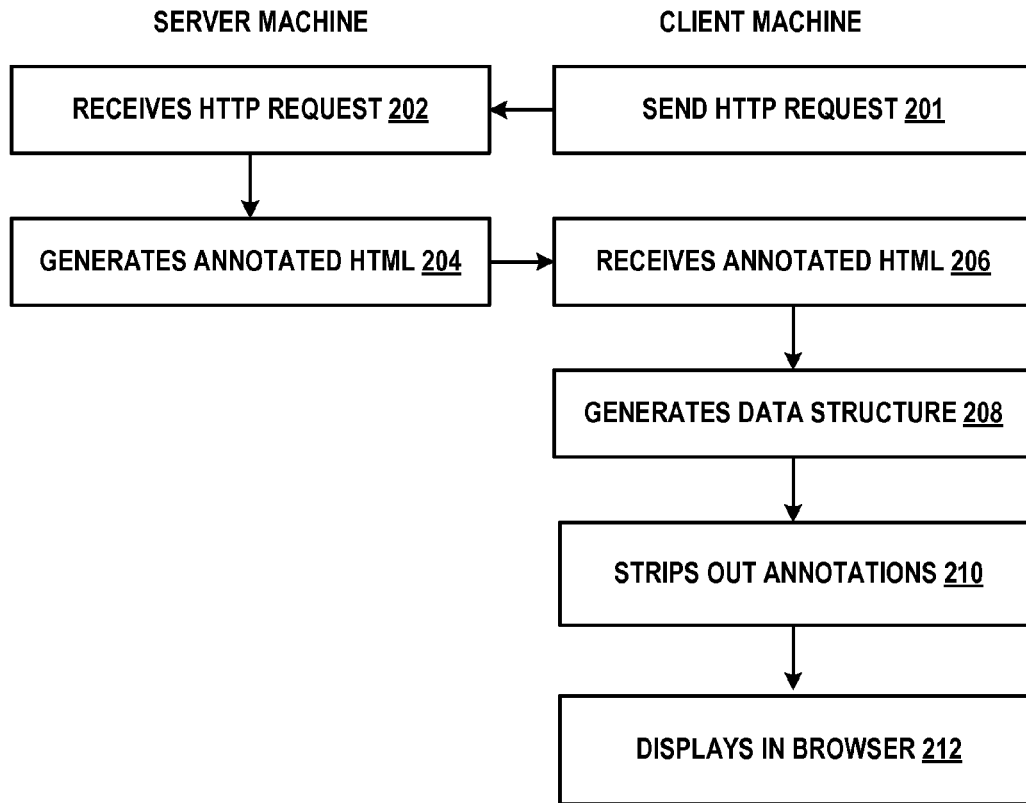 SERVER MACHINE
CLIENT MACHINE
RECEIVES HTTP REQUEST 202
SEND HTTP REQUEST 201
GENERATES ANNOTATED HTML 204
RECEIVES ANNOTATED HTML 206
GENERATES DATA STRUCTURE 208
STRIPS OUT ANNOTATIONS 210
DISPLAYS IN BROWSER 212